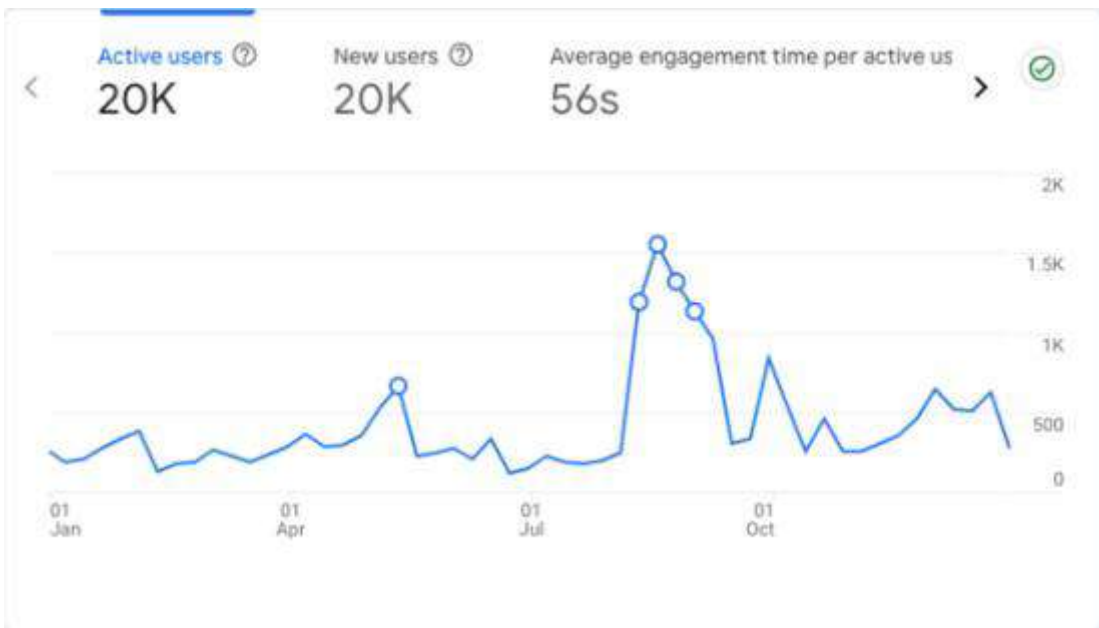 Active users New users Average engagement time per active us
20K 20K 56s
2K
1.5K
1K
500
0
01 01 01 01
Jan Apr Jul Oct